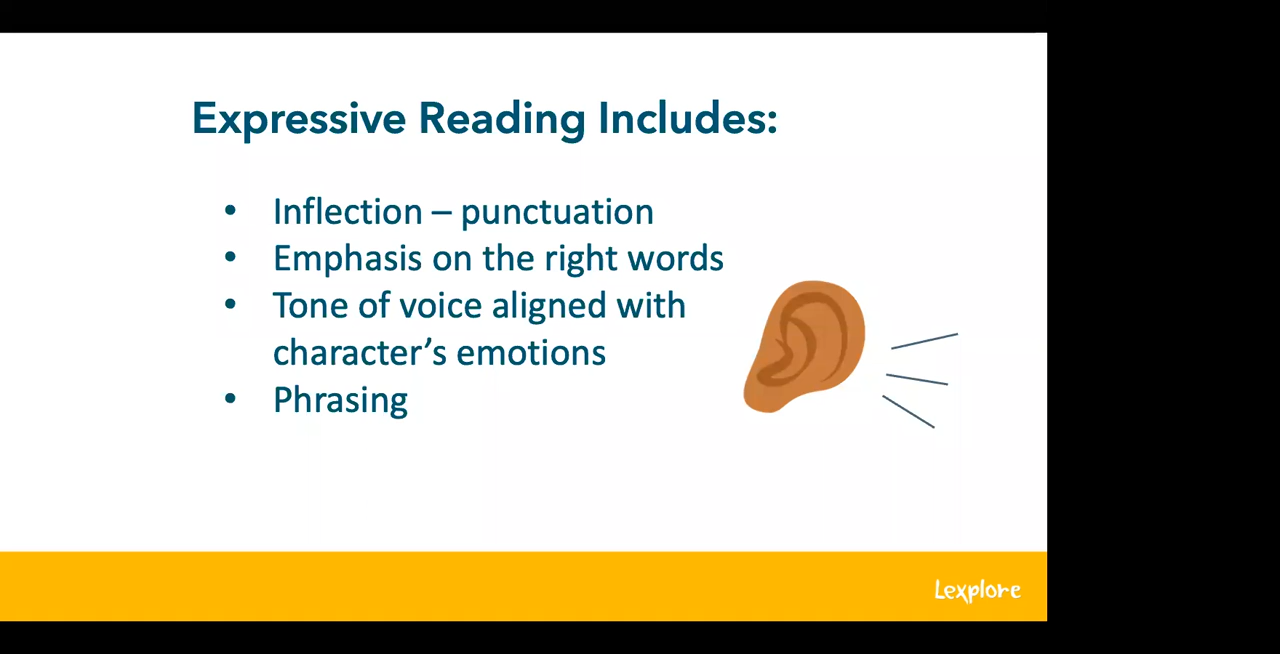 Expressive Reading Includes:
• Inflection – punctuation
• Emphasis on the right words
• Tone of voice aligned with
character’s emotions
• Phrasing
Lexplore